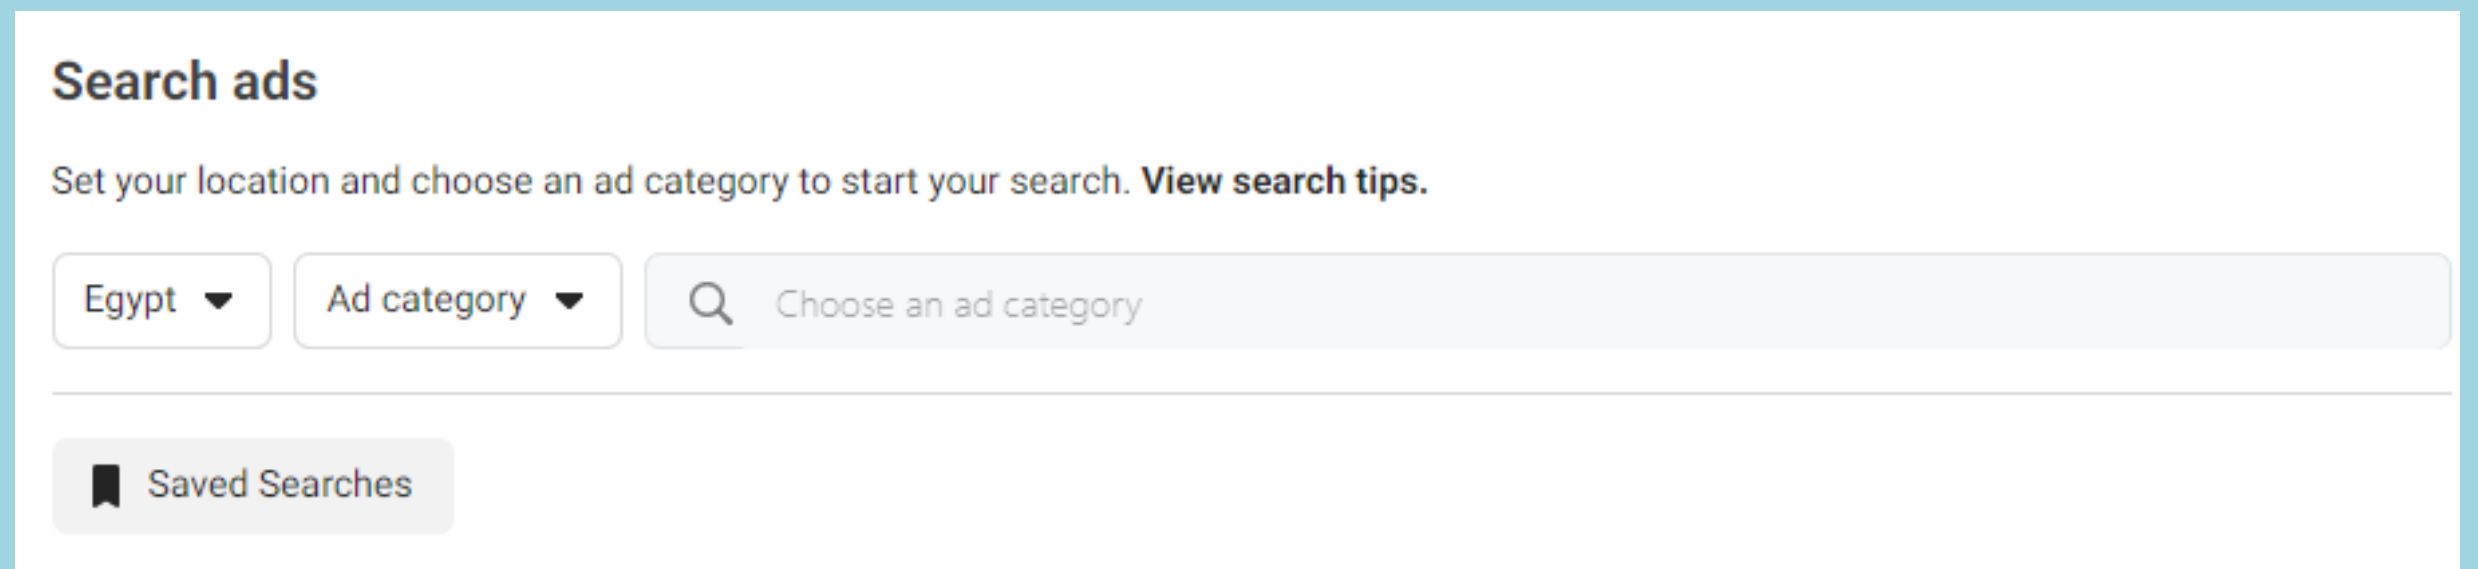 Search ads
Set your location and choose an ad category to start your search. View search tips.
Egypt Ad category Choose an ad category
Saved Searches